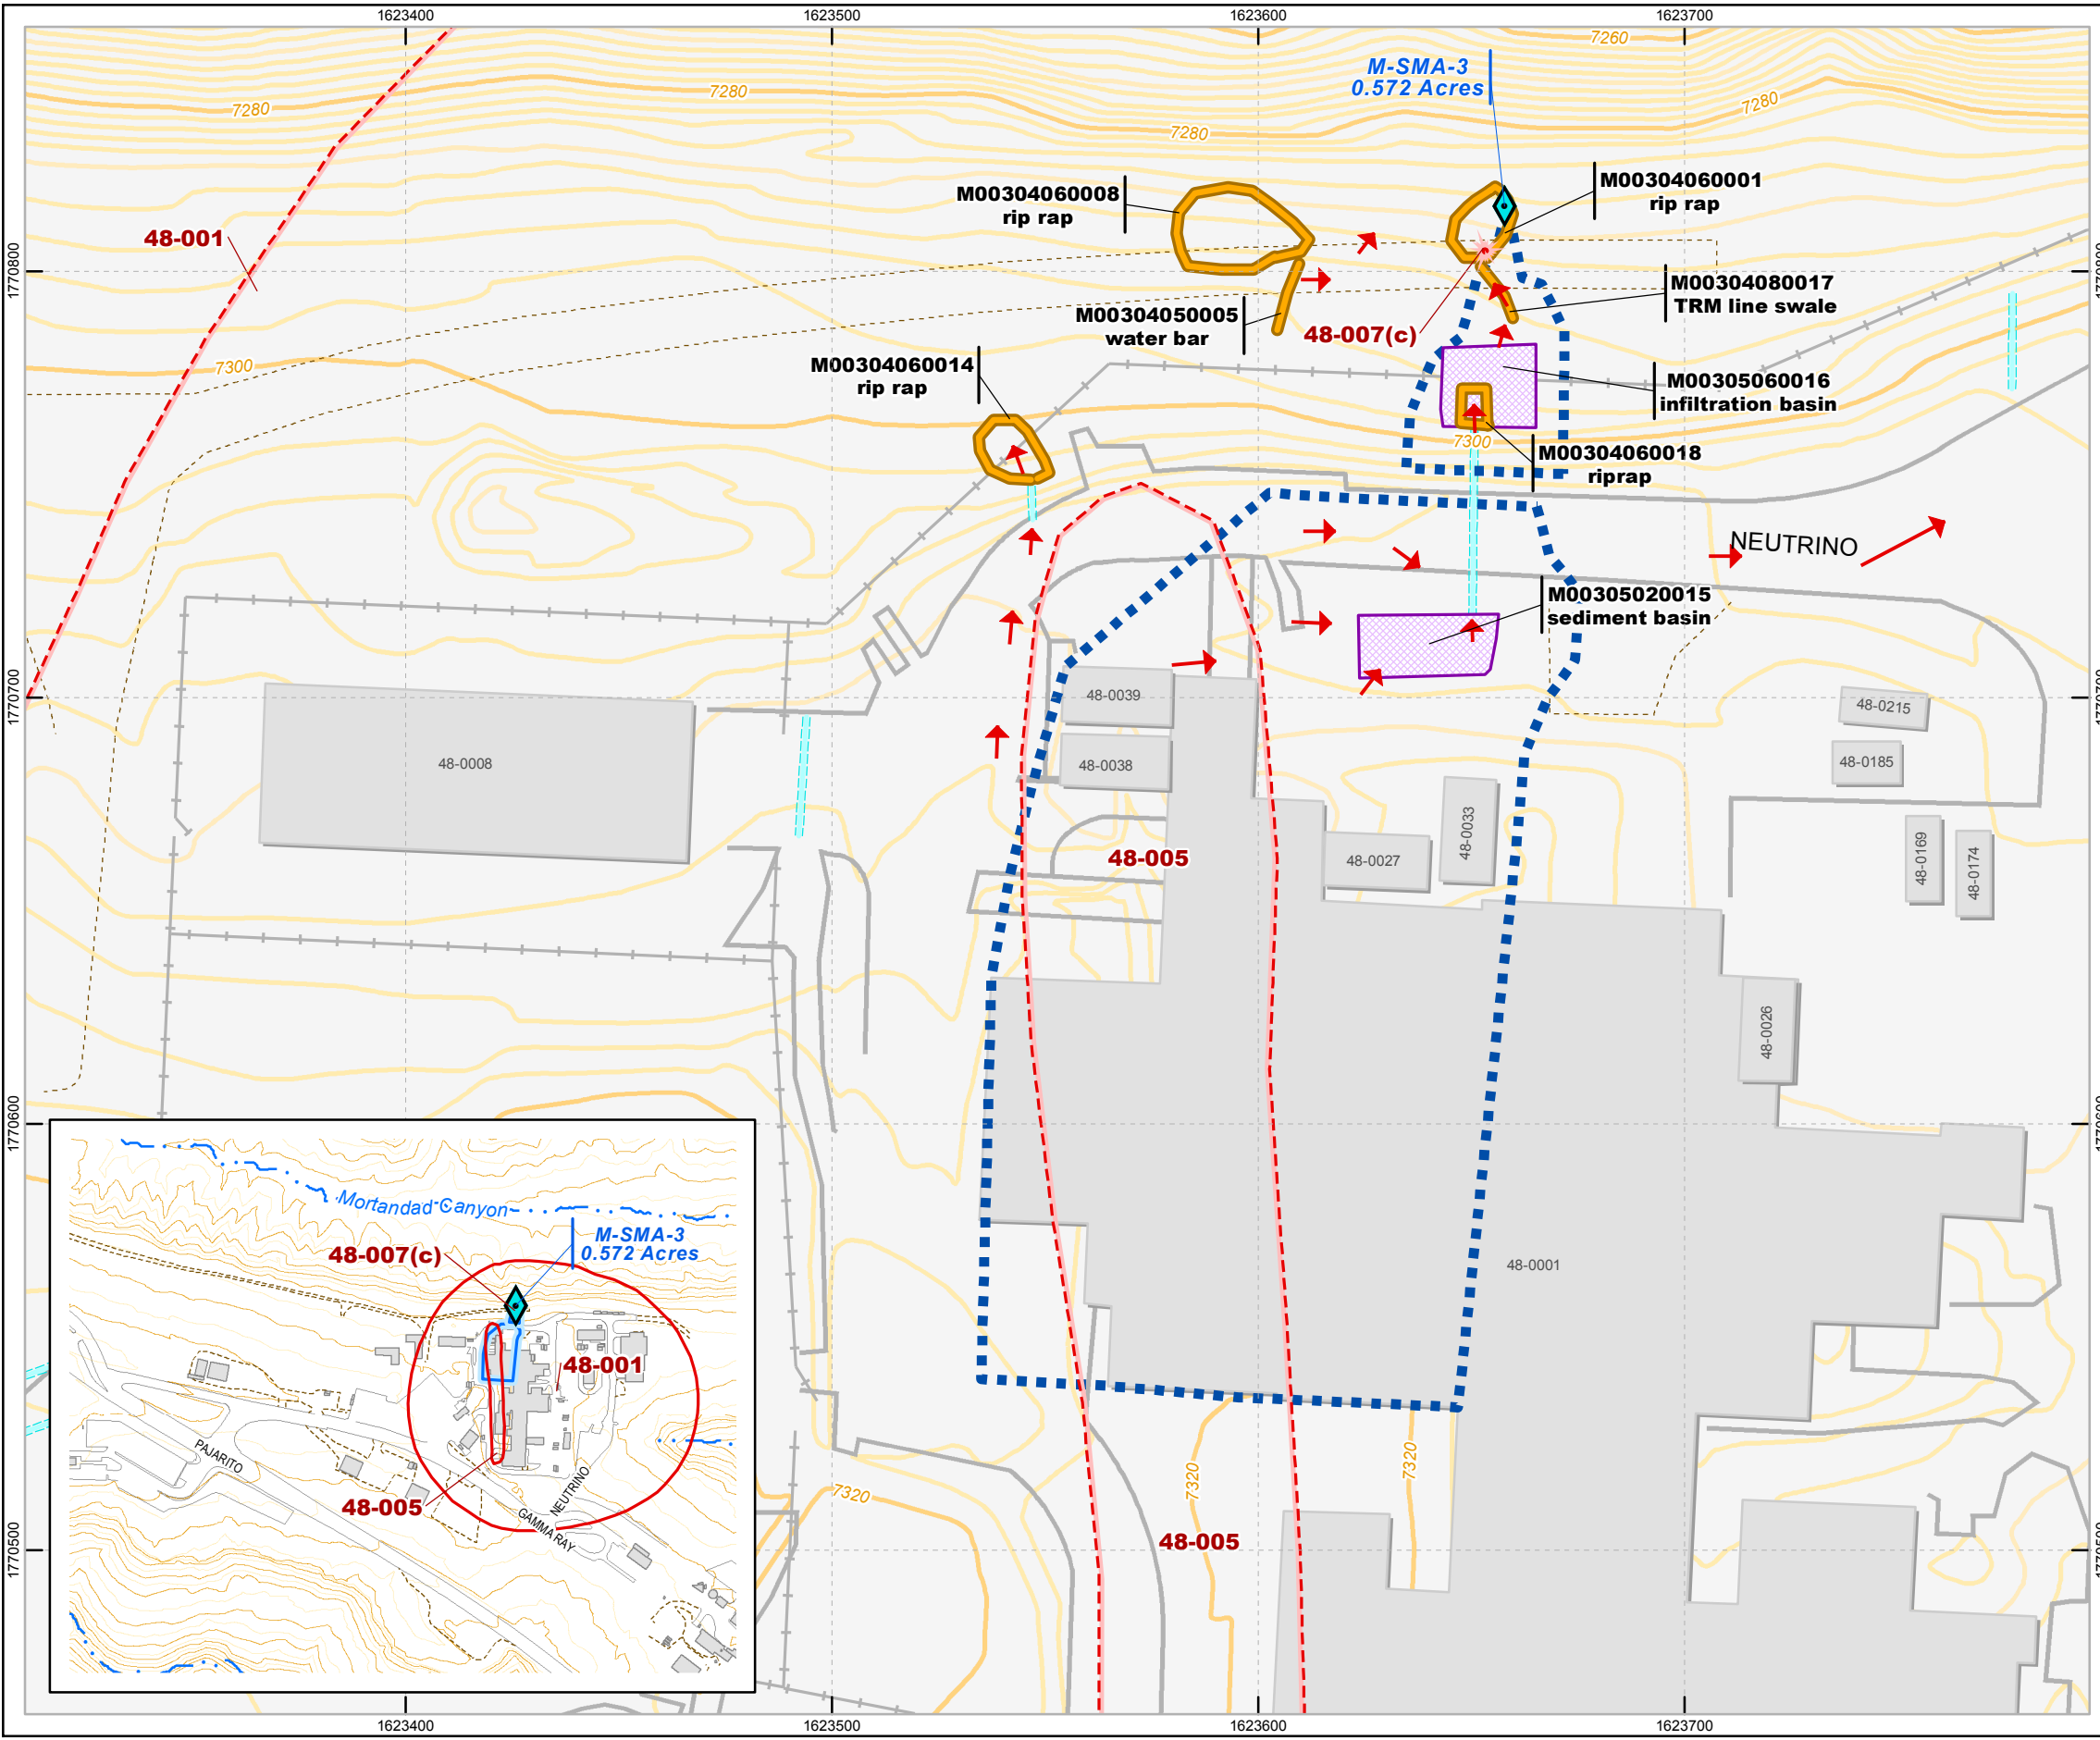 1623400
1623500
1623600
1623700
7260
M-SMA-3
0.572 Acres
7280
7280
7280
7280
M00304060008
rip rap
M00304060001
rip rap
48-001
1770800
1770800
M00304080017
TRM line swale
M00304050005
water bar
48-007(c)
7300
M00304060014
rip rap
M00305060016
infiltration basin
7300
M00304060018
riprap
NEUTRINO
M00305020015
sediment basin
1770700
1770700
48-0039
48-0215
48-0008
48-0038
48-0185
48-0033
48-005
48-0027
48-0169
48-0174
48-0026
1770600
1770600
Mortandad Canyon
M-SMA-3
0.572 Acres
48-007(c)
48-001
PAJARITO
48-005
NEUTRINO
GAMMA RAY
48-0001
7320
7320
7320
48-005
1770500
1770500
1623400
1623500
1623600
1623700